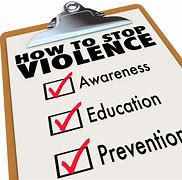 HOW TO STOP
VIOLENCE
Awareness
Education
Prevention